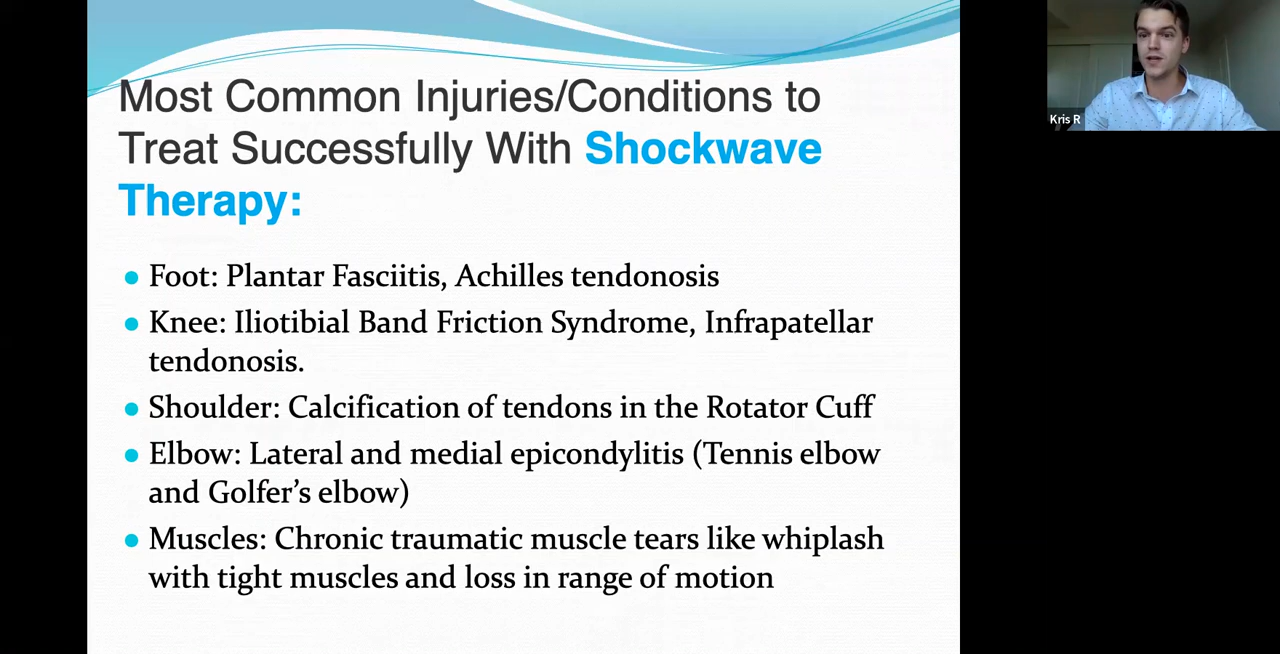 Most Common Injuries/Conditions to
Treat Successfully With Shockwave
Therapy:
● Foot: Plantar Fasciitis, Achilles tendonosis
● Knee: Iliotibial Band Friction Syndrome, Infrapatellar
tendonosis.
● Shoulder: Calcification of tendons in the Rotator Cuff
● Elbow: Lateral and medial epicondylitis (Tennis elbow
and Golfer’s elbow)
● Muscles: Chronic traumatic muscle tears like whiplash
with tight muscles and loss in range of motion
Kris R